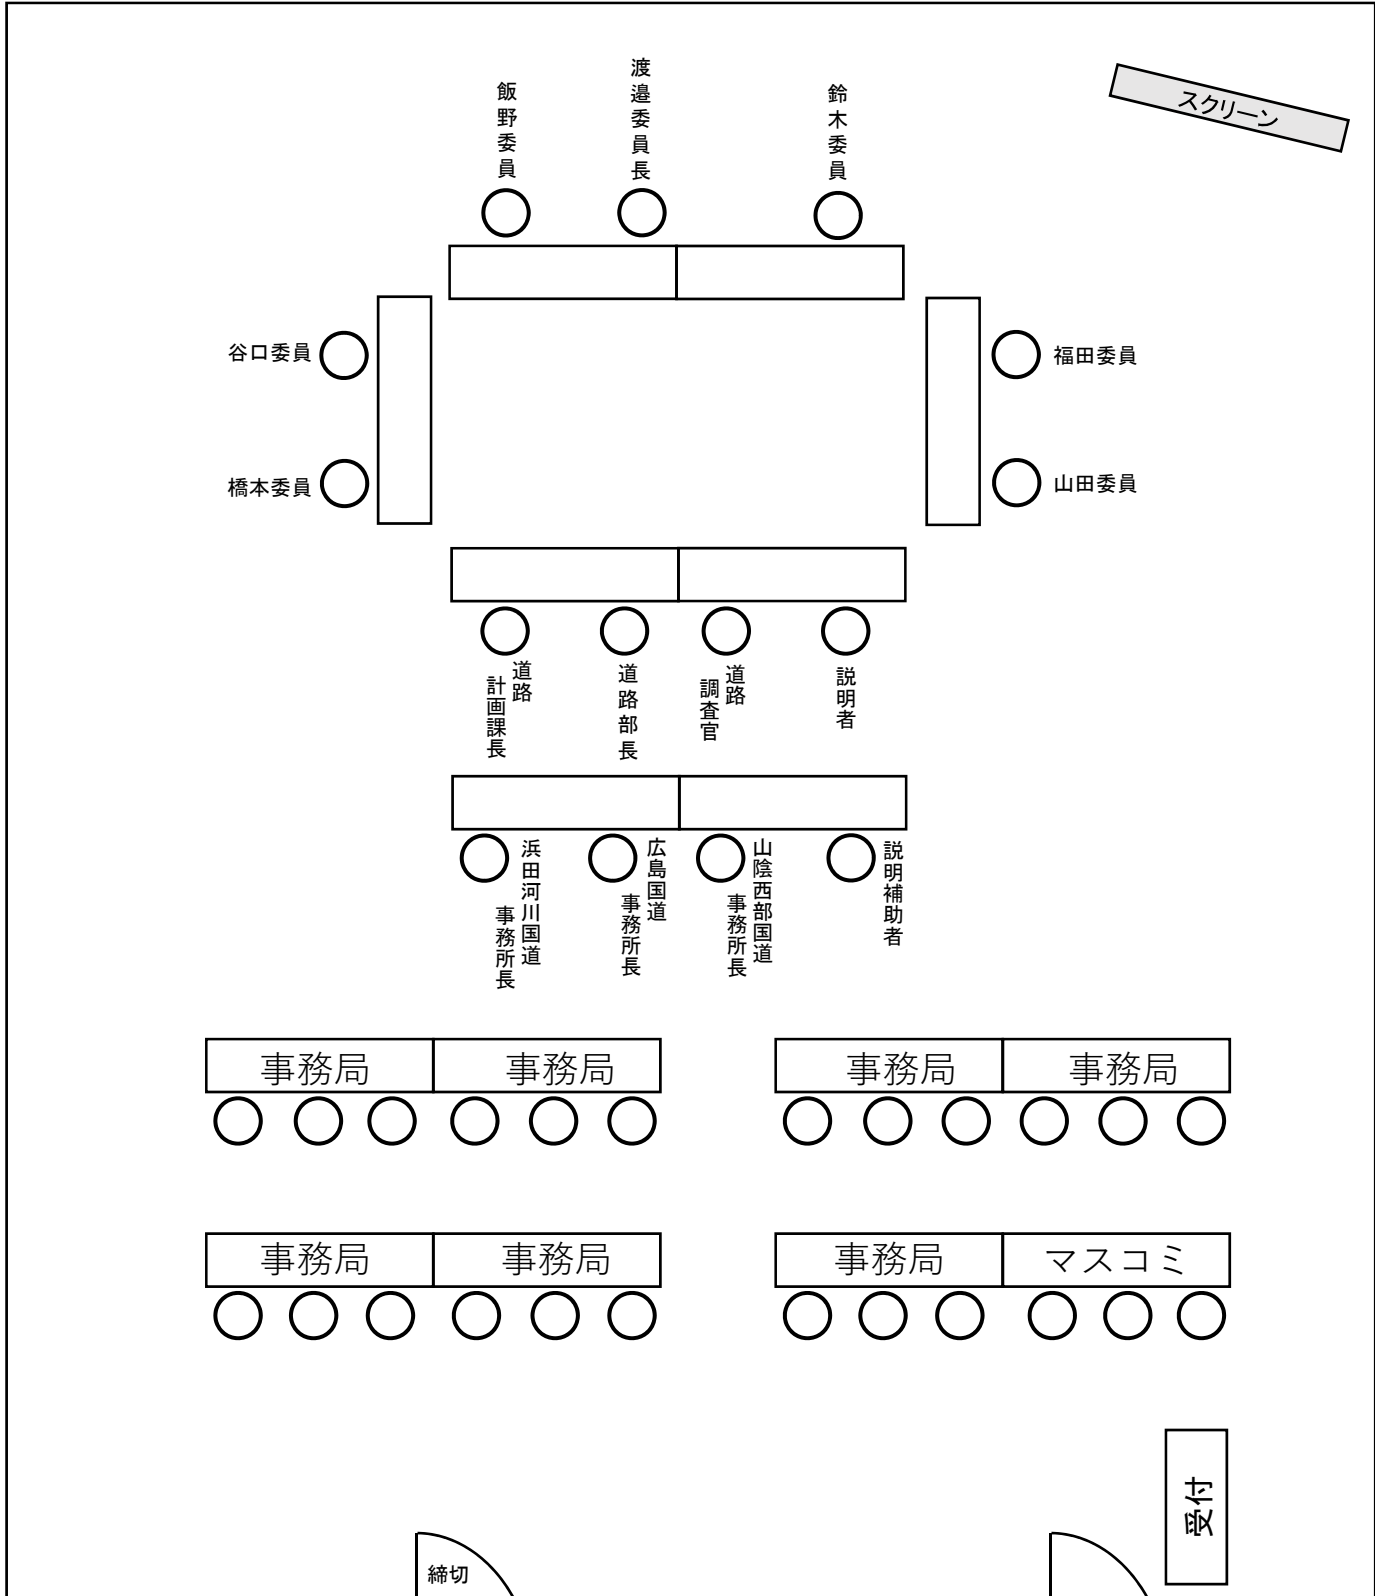 スクリーン
飯野委員
渡邉委員長
鈴木委員
谷口委員
福田委員
橋本委員
山田委員
道路
計画課長
道路部長
道路
調査官
説明者
浜田河川国道
事務所長
広島国道
事務所長
山陰西部国道
事務所長
説明補助者
事務局
事務局
事務局
事務局
事務局
事務局
事務局
マスコミ
受付
締切